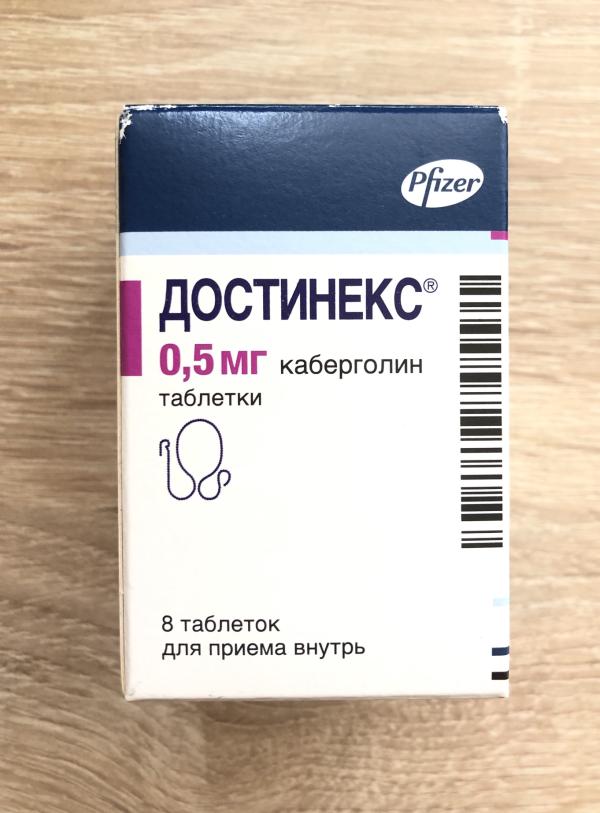 Pfizer
ДОСТИНЕКС®
0,5 мг каберголин
таблетки
8 таблеток
для приема внутрь